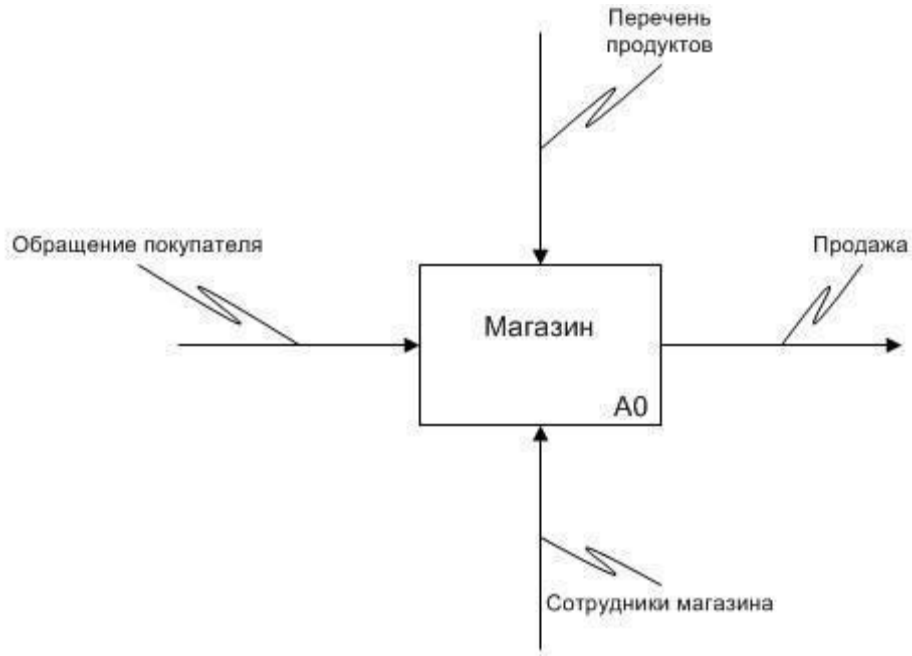 Перечень
продуктов
Обращение покупателя
Продажа
Магазин
A0
Сотрудники магазина